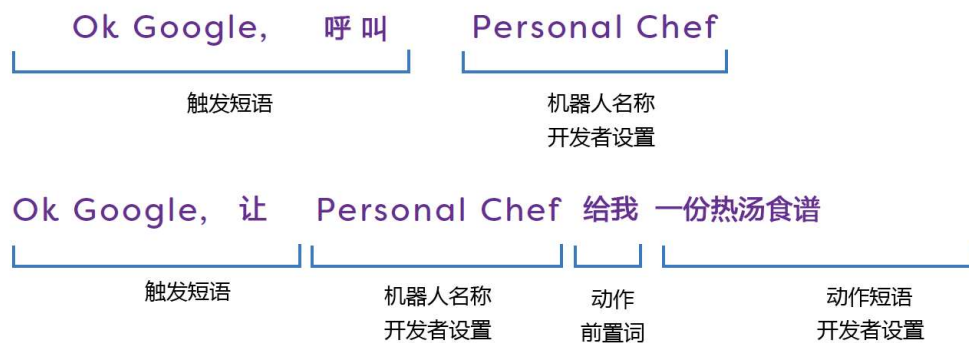 Ok Google, 呼叫 Personal Chef
触发短语 机器人名称
开发者设置
Ok Google, 让 Personal Chef 给我 一份热汤食谱
触发短语 机器人名称 动作 动作短语
开发者设置 前置词 开发者设置